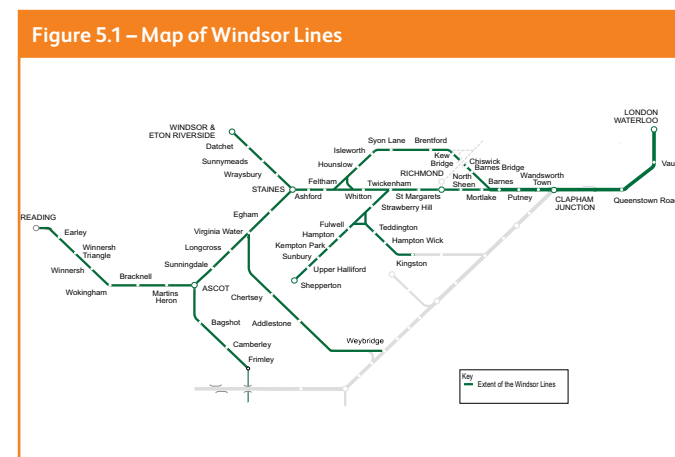 Figure 5.1 – Map of Windsor Lines
LONDON
WATERLOO
WINDSOR &
ETON RIVERSIDE
Datchet
Sunnymeads
Wraysbury
STAINES
Ashford
Feltham
Hounslow
Isleworth
Syon Lane
Brentford
Kew
Bridge
Chiswick
Barnes Bridge
Whitton
Twickenham
St Margarets
RICHMOND
North
Sheen
Mortlake
Barnes
Putney
Wandsworth
Town
CLAPHAM
JUNCTION
Queenstown Roa
Vau
Strawberry Hill
Fulwell
Hampton
Kempton Park
Sunbury
Upper Halliford
Shepperton
Teddington
Hampton Wick
Kingston
Egham
Virginia Water
Longcross
Sunningdale
ASCOT
Martins
Heron
Bracknell
Wokingham
Winnersh
Winnersh
Triangle
Earley
READING
Chertsey
Addlestone
Weybridge
Bagshot
Camberley
Frimley
Key
Extent of the Windsor Lines